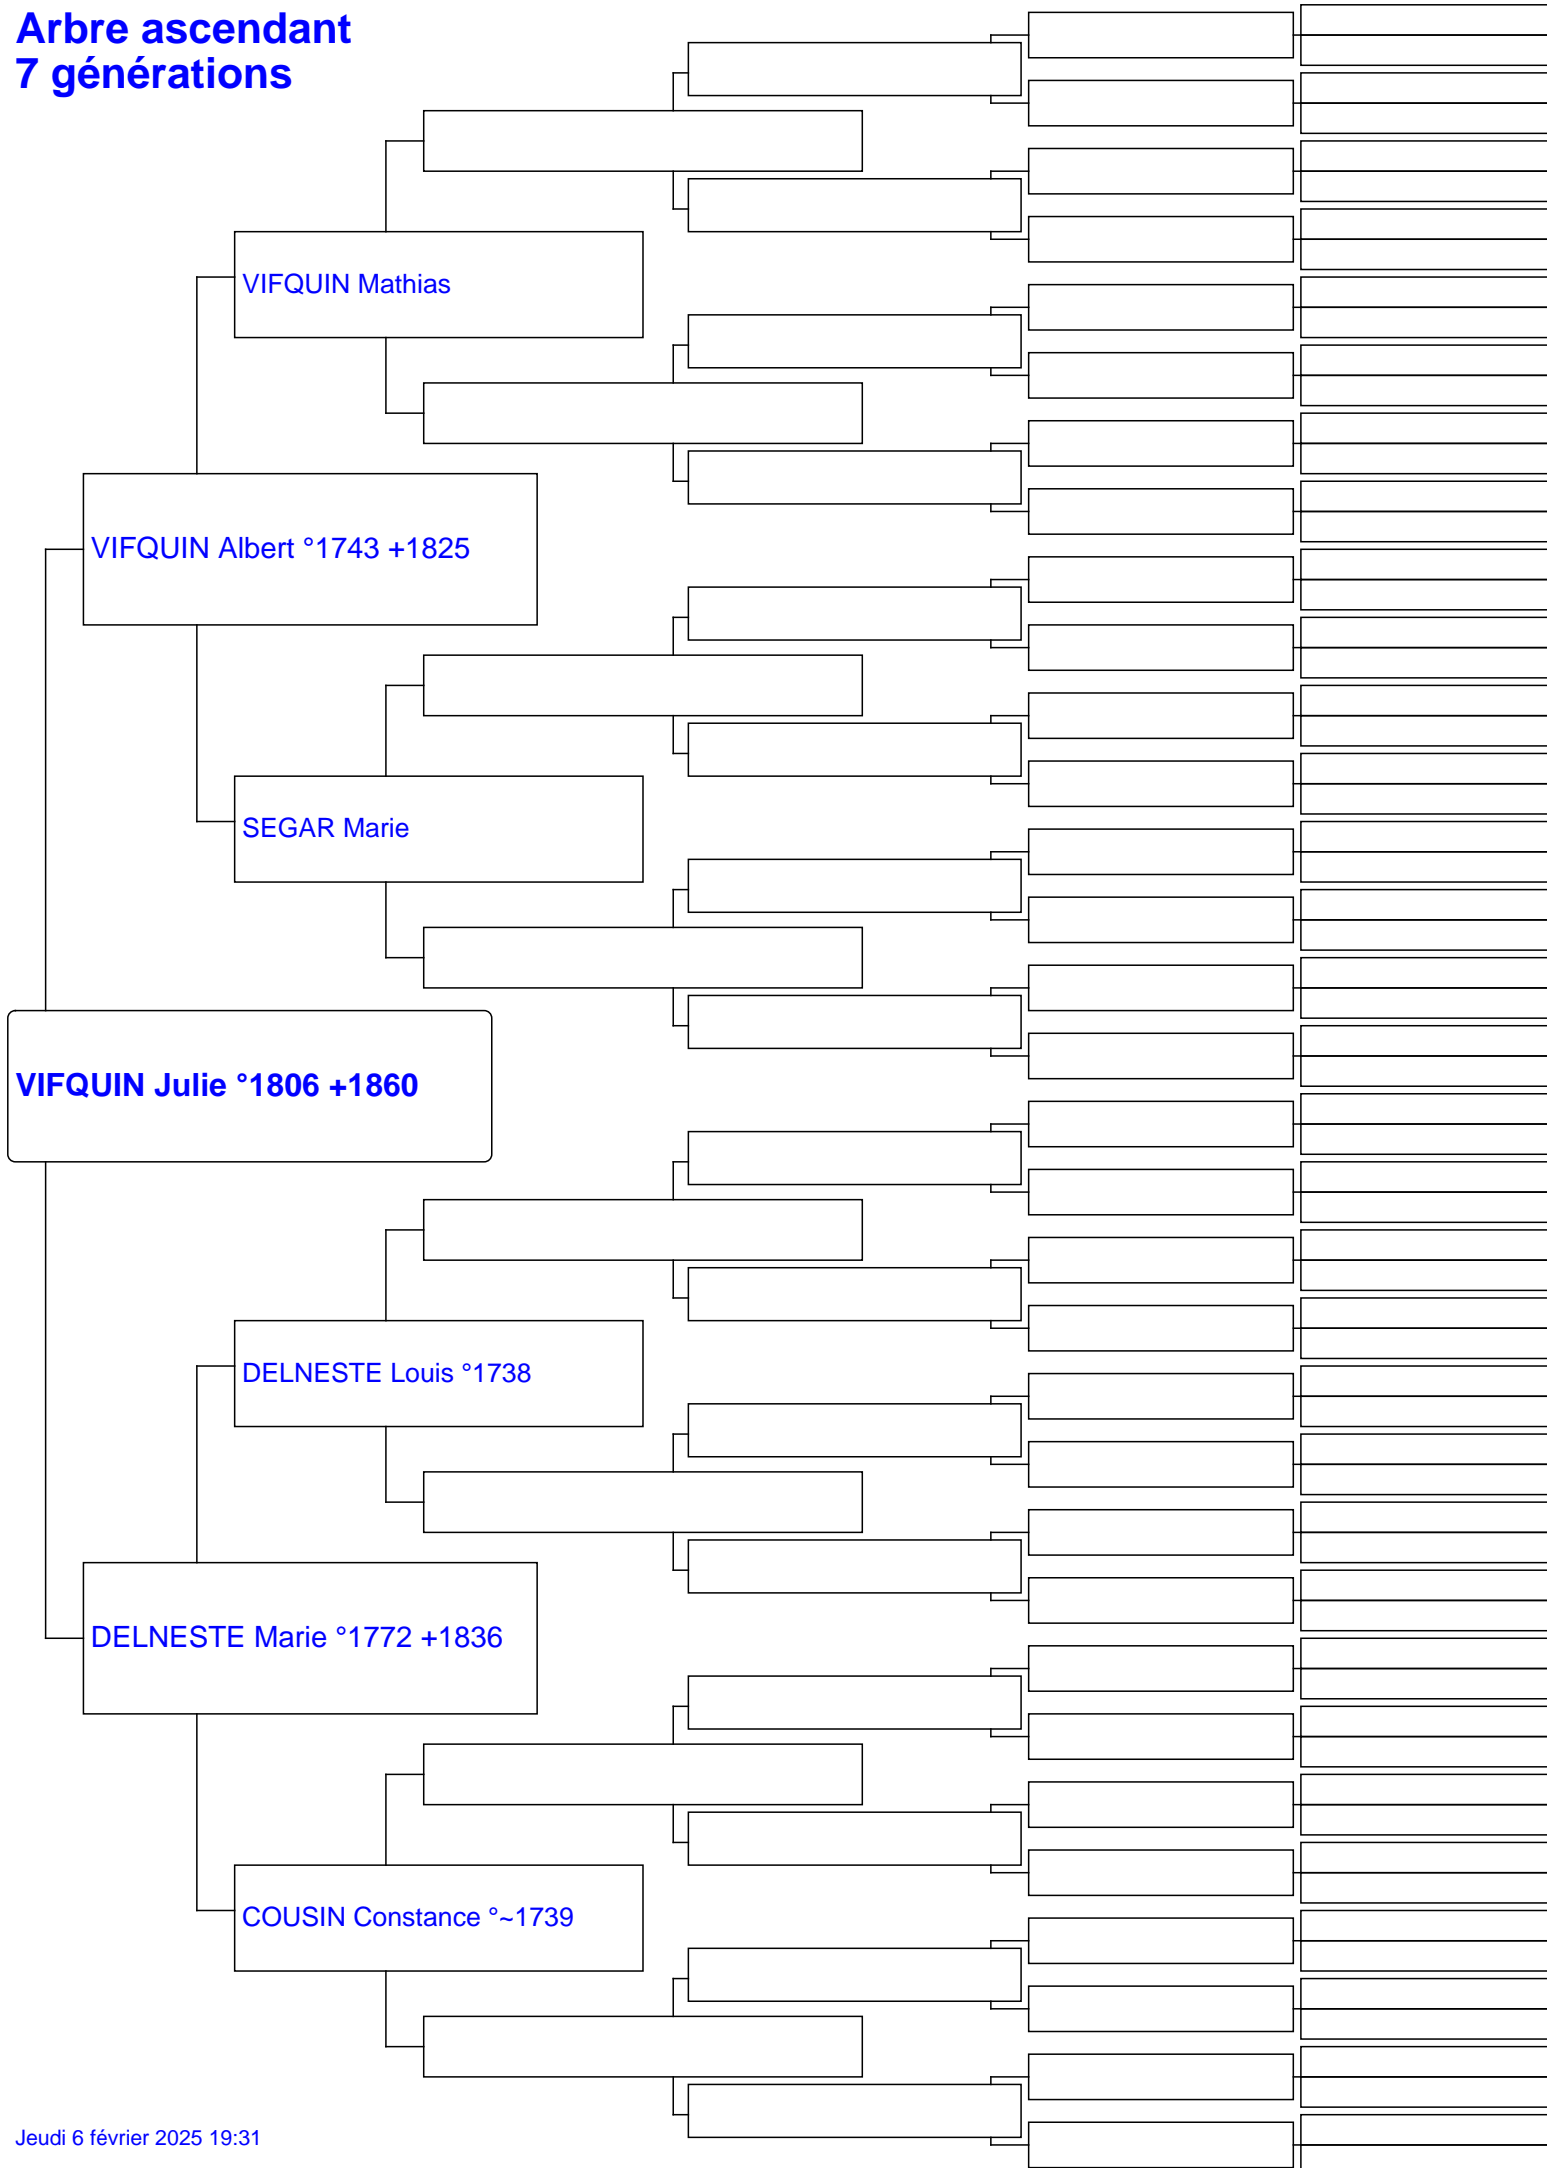 Arbre ascendant
7 générations
VIFQUIN Mathias
VIFQUIN Albert °1743 +1825
SEGAR Marie
VIFQUIN Julie °1806 +1860
DELNESTE Louis °1738
DELNESTE Marie °1772 +1836
COUSIN Constance °~1739
Jeudi 6 février 2025 19:31